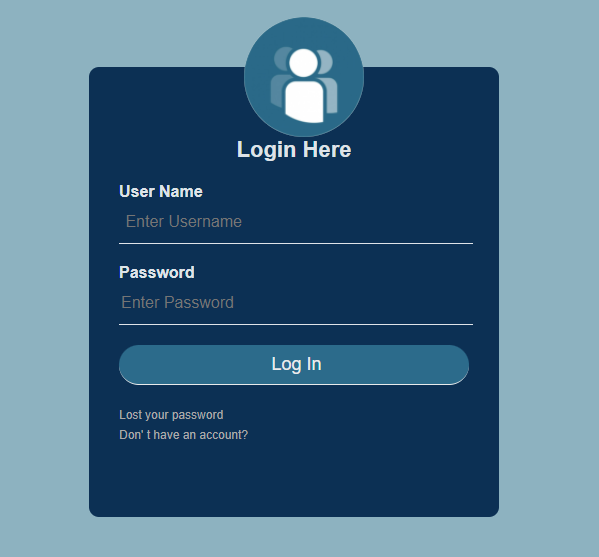 Login Here
User Name
Enter Username
Password
Enter Password
Log In
Lost your password
Don' t have an account?